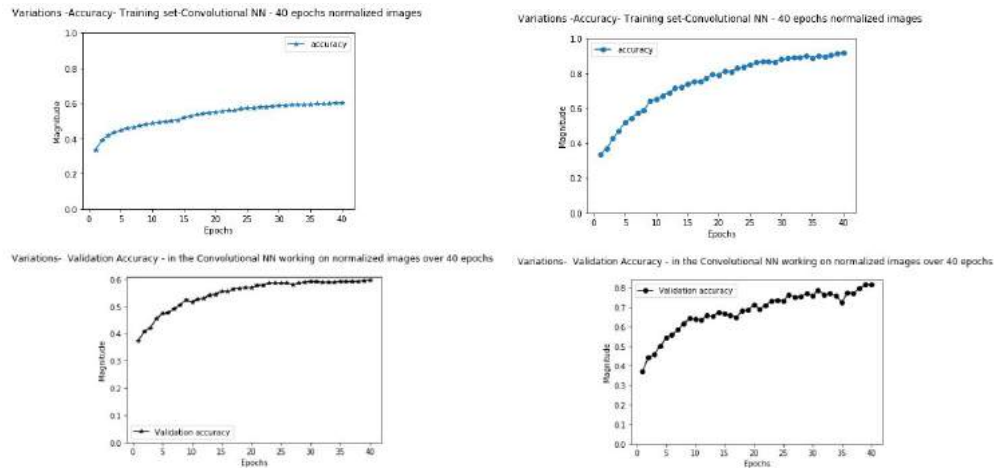 Variations -Accuracy- Training set-Convolutional NN - 40 epochs normalized images
1.0
0.8
0.6
0.4
0.2
0.0
Magnitude
accuracy
0 5 10 15 20 25 30 35 40
Epochs
Variations -Accuracy- Training set-Convolutional NN - 40 epochs normalized images
1.0
0.8
0.6
0.4
0.2
0.0
Magnitude
accuracy
0 5 10 15 20 25 30 35 40
Epochs
Variations- Validation Accuracy - in the Convolutional NN working on normalized images over 40 epochs
0.6
0.5
0.4
0.3
0.2
0.1
0.0
Magnitude
Validation accuracy
0 5 10 15 20 25 30 35 40
Epochs
Variations- Validation Accuracy - in the Convolutional NN working on normalized images over 40 epochs
0.8
0.7
0.6
0.5
0.4
0.3
0.2
0.1
0.0
Magnitude
Validation accuracy
0 5 10 15 20 25 30 35 40
Epochs